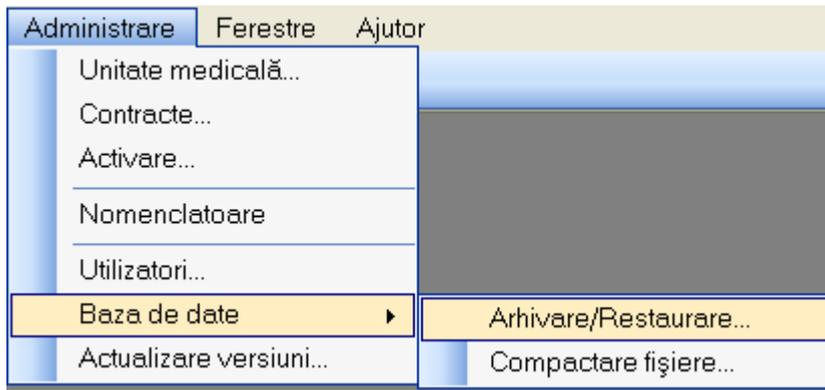 Administrare Ferestre Ajutor
Unitate medicală...
Contracte...
Activare...
Nomenclatoare
Utilizatori...
Baza de date
Arhivare/Restaurare...
Actualizare versiuni...
Compactare fişiere...